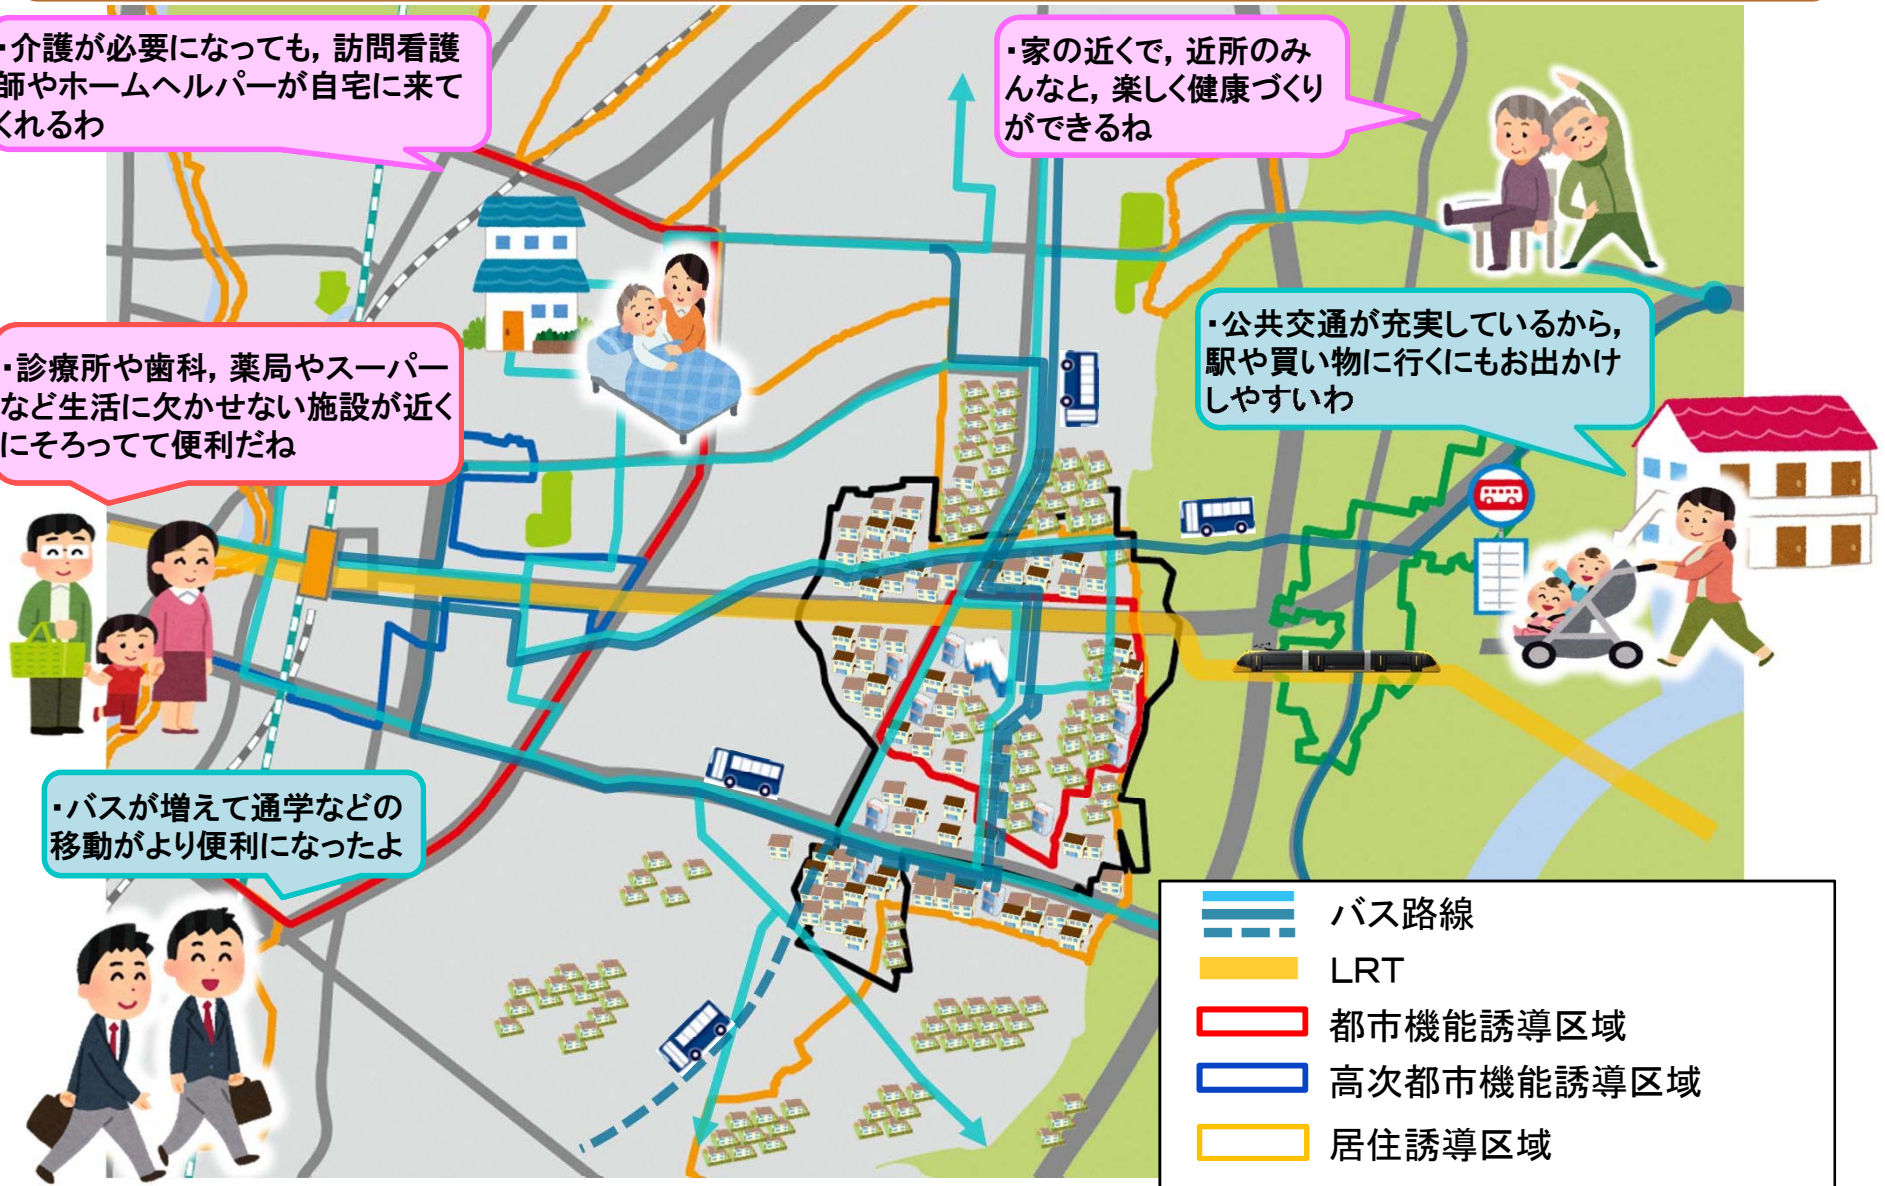 ・介護が必要になっても，訪問看護
師やホームヘルパーが自宅に来て
くれるわ
・家の近くで，近所のみ
んなと，楽しく健康づくり
ができるね
・公共交通が充実しているから，
駅や買い物に行くにもお出かけ
しやすいわ
・診療所や歯科，薬局やスーパー
など生活に欠かせない施設が近く
にそろってて便利だね
・バスが増えて通学などの
移動がより便利になったよ
バス路線
LRT
都市機能誘導区域
高次都市機能誘導区域
居住誘導区域